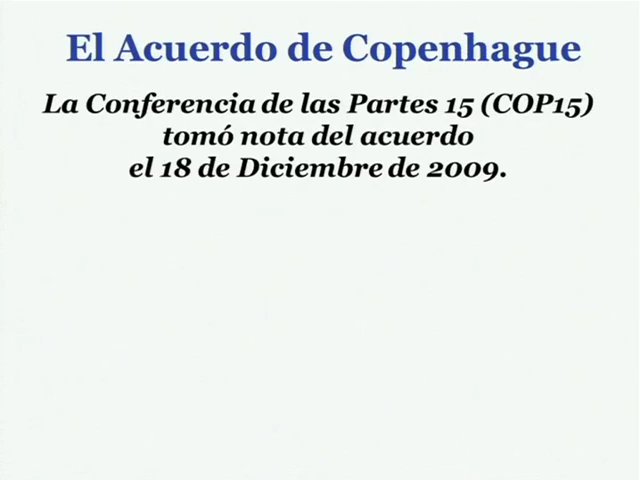 El Acuerdo de Copenhague
La Conferencia de las Partes 15 (COP15)
tomó nota del acuerdo
el 18 de Diciembre de 2009.